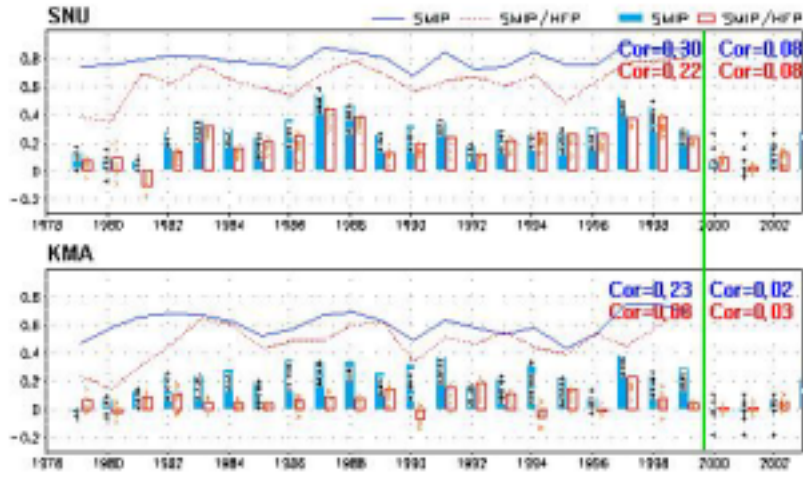 SNU — SMIP ---- SMIP/HFP SMIP SMIP/HFP
0.8
0.6
0.4
0.2
0
-0.2
Cor=0,30 Cor=0,08
Cor=0,22 Cor=0,08
1978 1980 1982 1984 1986 1988 1990 1992 1994 1996 1998 2000 2002
KMA
0.8
0.6
0.4
0.2
0
-0.2
Cor=0,23 Cor=0,02
Cor=0,08 Cor=0,03
1978 1980 1982 1984 1986 1988 1990 1992 1994 1996 1998 2000 2002